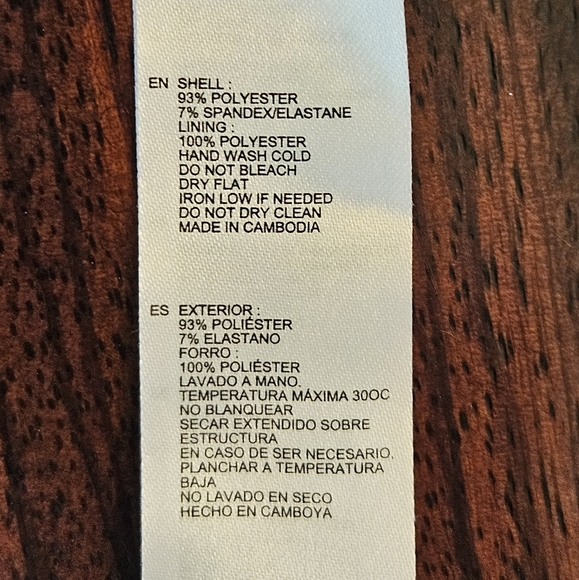 EN SHELL :
93% POLYESTER
7% SPANDEX/ELASTANE
LINING :
100% POLYESTER
HAND WASH COLD
DO NOT BLEACH
DRY FLAT
IRON LOW IF NEEDED
DO NOT DRY CLEAN
MADE IN CAMBODIA
ES EXTERIOR :
93% POLIÉSTER
7% ELASTANO
FORRO :
100% POLIÉSTER
LAVADO A MANO.
TEMPERATURA MÁXIMA 30OC
NO BLANQUEAR
SECAR EXTENDIDO SOBRE
ESTRUCTURA
EN CASO DE SER NECESARIO.
PLANCHAR A TEMPERATURA
BAJA
NO LAVADO EN SECO
HECHO EN CAMBOYA